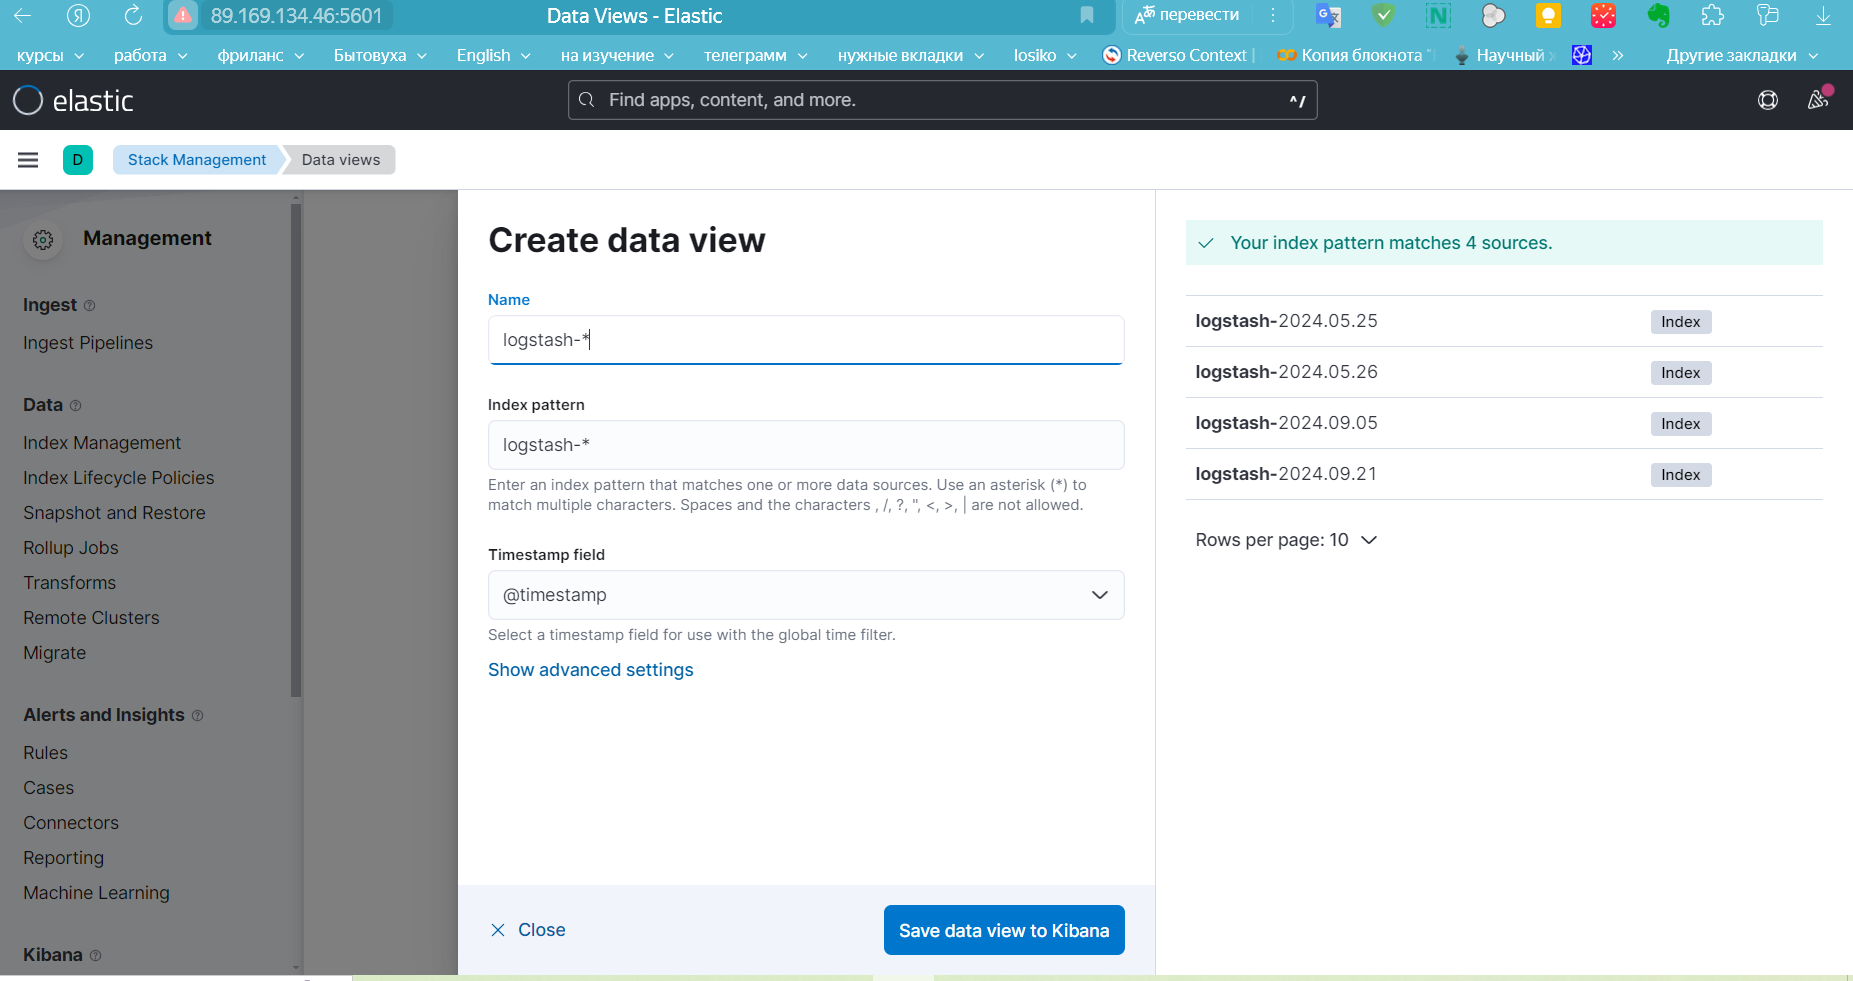 89.169.134.46:5601
Data Views - Elastic
перевести
курсы
работа
фриланс
Бытовуха
English
на изучение
телеграмм
нужные вкладки
losiko
Reverso Context
Копия блокнота "
Научный
Другие закладки
elastic
Find apps, content, and more.
^/
D
Stack Management
Data views
Management
Ingest
Ingest Pipelines
Data
Index Management
Index Lifecycle Policies
Snapshot and Restore
Rollup Jobs
Transforms
Remote Clusters
Migrate
Alerts and Insights
Rules
Cases
Connectors
Reporting
Machine Learning
Kibana
Create data view
Name
logstash-*
Index pattern
logstash-*
Enter an index pattern that matches one or more data sources. Use an asterisk (*) to
match multiple characters. Spaces and the characters , /, ?, ", <, >, | are not allowed.
Timestamp field
@timestamp
Select a timestamp field for use with the global time filter.
Show advanced settings
Close
Save data view to Kibana
Your index pattern matches 4 sources.
logstash-2024.05.25 Index
logstash-2024.05.26 Index
logstash-2024.09.05 Index
logstash-2024.09.21 Index
Rows per page: 10